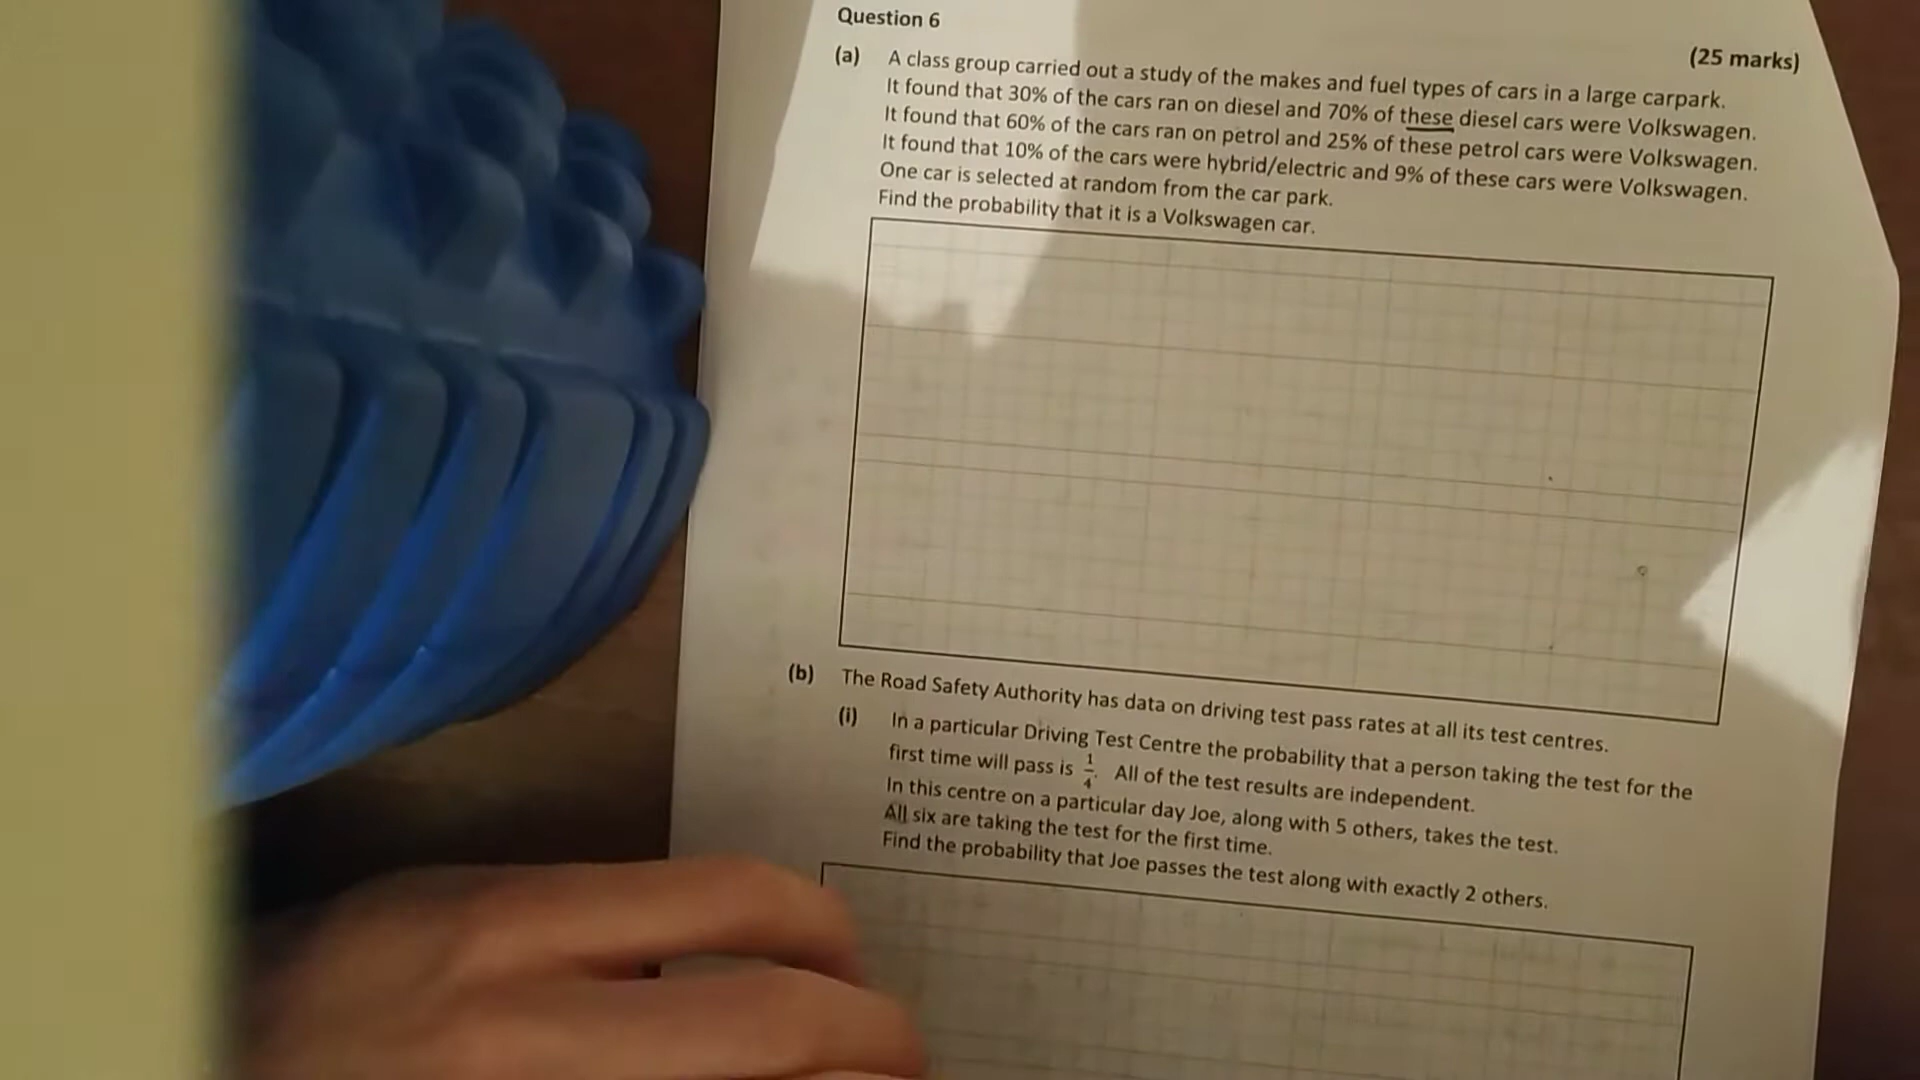 Question 6
(25 marks)
(a) A class group carried out a study of the makes and fuel types of cars in a large carpark.
It found that 30% of the cars ran on diesel and 70% of these diesel cars were Volkswagen.
It found that 60% of the cars ran on petrol and 25% of these petrol cars were Volkswagen.
It found that 10% of the cars were hybrid/electric and 9% of these cars were Volkswagen.
One car is selected at random from the car park.
Find the probability that it is a Volkswagen car.
(b) The Road Safety Authority has data on driving test pass rates at all its test centres.
(i) In a particular Driving Test Centre the probability that a person taking the test for the
first time will pass is 1/4. All of the test results are independent.
In this centre on a particular day Joe, along with 5 others, takes the test.
All six are taking the test for the first time.
Find the probability that Joe passes the test along with exactly 2 others.